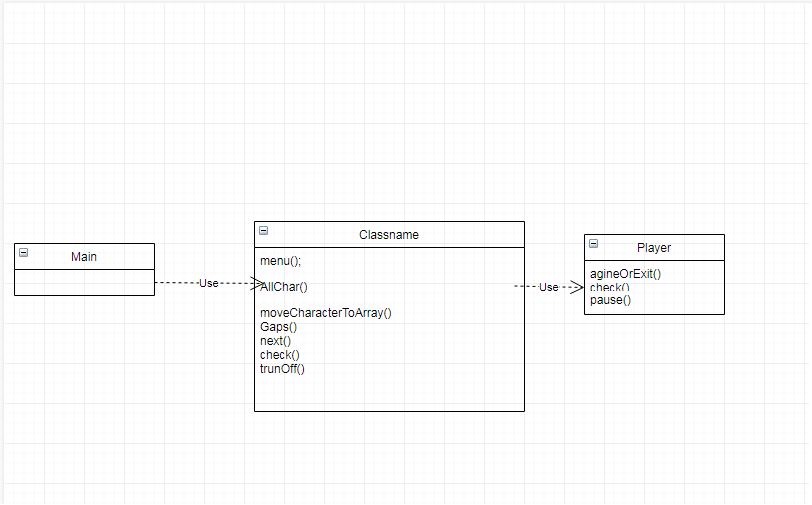 Main
Use
Classname
menu();
AllChar()
moveCharacterToArray()
Gaps()
next()
check()
trunOff()
Use
Player
agineOrExit()
check()
pause()